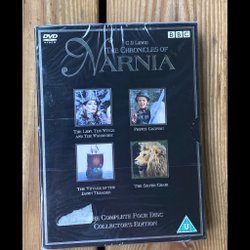 DVD
BBC
C S LEWIS
THE CHRONICLES OF
NARNIA
THE LION, THE WITCH
AND THE WARDROBE
PRINCE CASPIAN
THE VOYAGE OF THE
DAWN TREADER
THE SILVER CHAIR
THE COMPLETE FOUR DISC
COLLECTOR'S EDITION
U